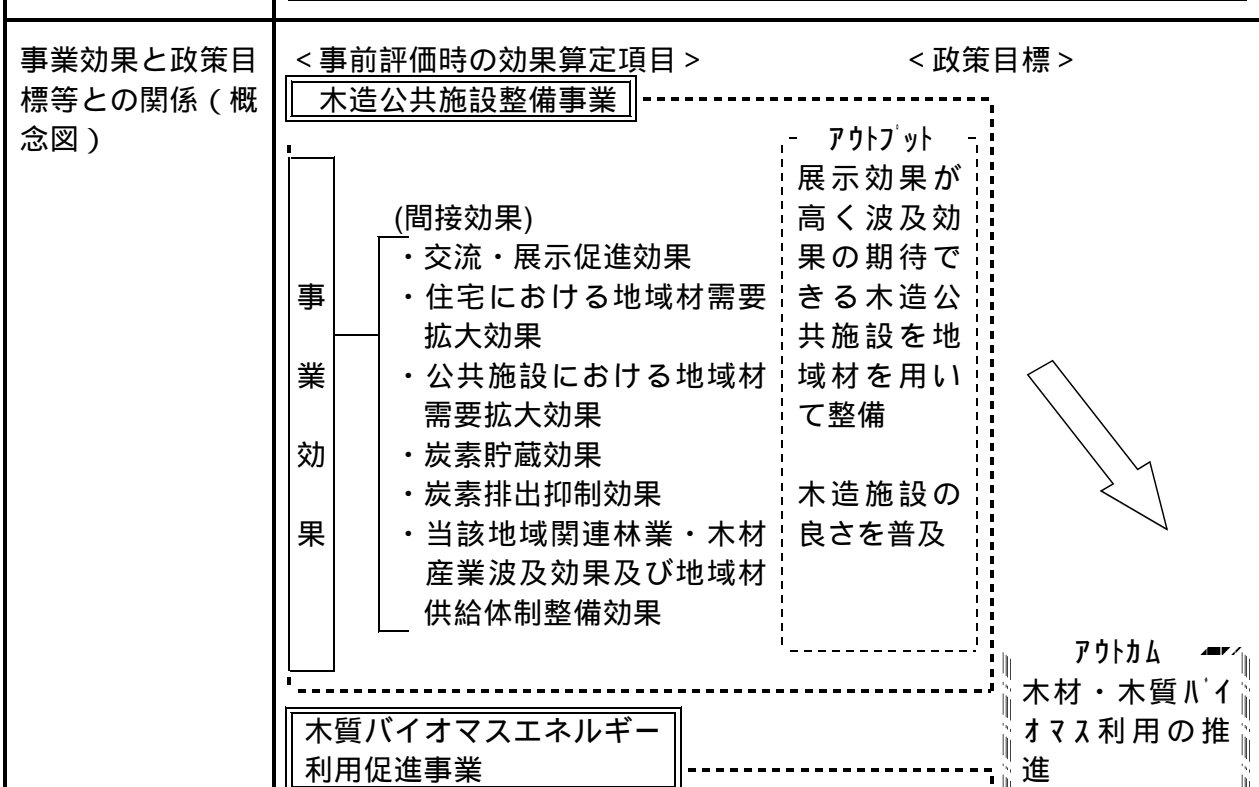 事業効果と政策目
標等との関係(概
念図)
<事前評価時の効果算定項目>
<政策目標>
木造公共施設整備事業
事業効果
(間接効果)
・交流・展示促進効果
・住宅における地域材需要
拡大効果
・公共施設における地域材
需要拡大効果
・炭素貯蔵効果
・炭素排出抑制効果
・当該地域関連林業・木材
産業波及効果及び地域材
供給体制整備効果
ｱｳﾄﾌﾟｯﾄ
展示効果が
高く波及効
果の期待で
きる木造公
共施設を地
域材を用い
て整備
木造施設の
良さを普及
ｱｳﾄｶﾑ
木材・木質ﾊﾞｲ
ｵﾏｽ利用の推
進
木質バイオマスエネルギー
利用促進事業